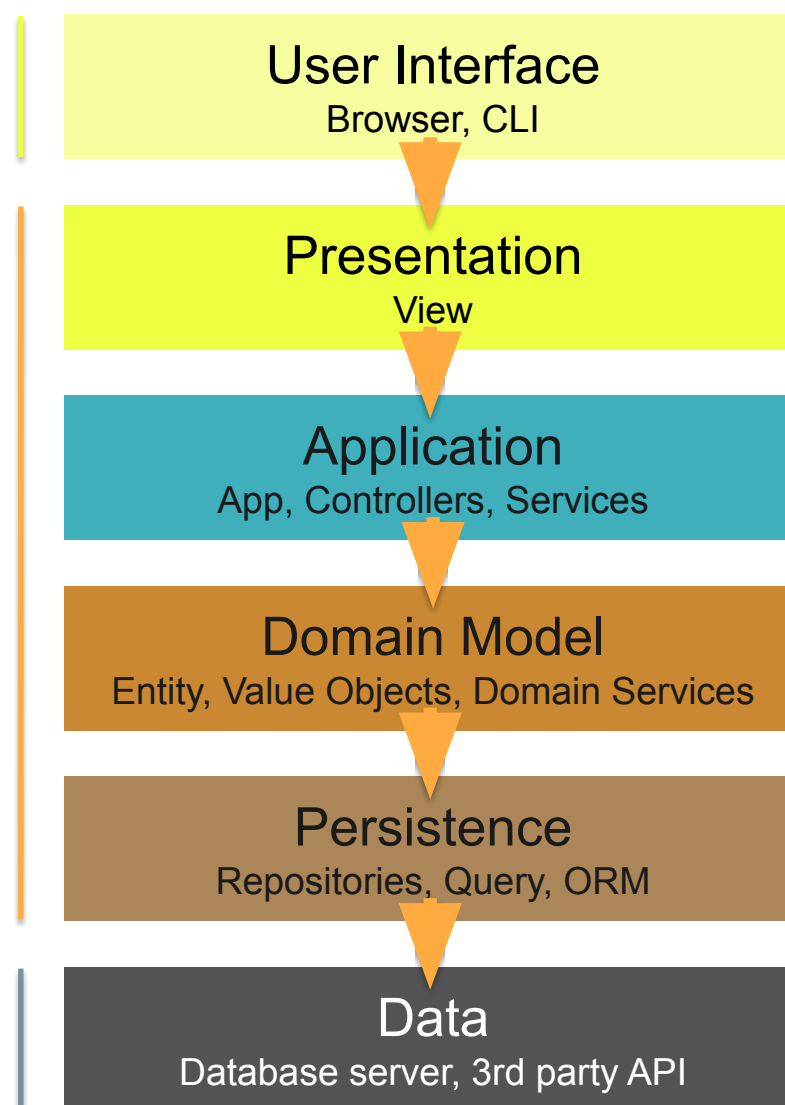 User Interface
Browser, CLI
Presentation
View
Application
App, Controllers, Services
Domain Model
Entity, Value Objects, Domain Services
Persistence
Repositories, Query, ORM
Data
Database server, 3rd party API